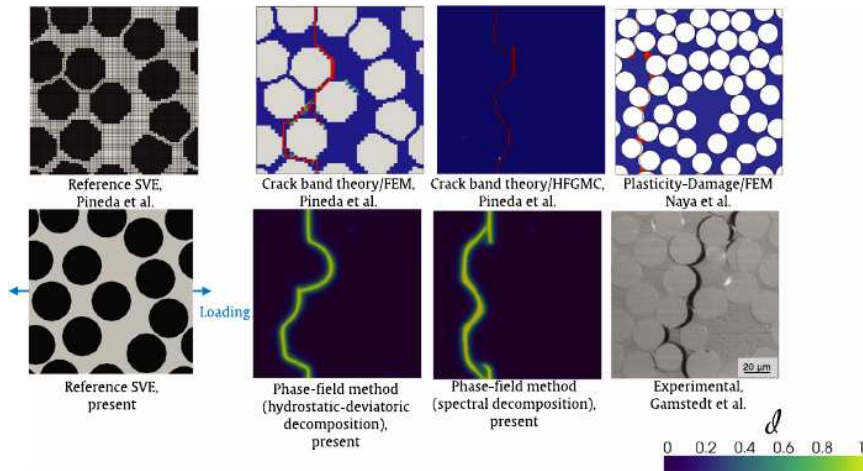 Reference SVE,
Pineda et al.
Crack band theory/FEM,
Pineda et al.
Crack band theory/HFGMC,
Pineda et al.
Plasticity-Damage/FEM
Naya et al.
Loading
Reference SVE,
present
Phase-field method
(hydrostatic-deviatoric
decomposition),
present
Phase-field method
(spectral decomposition),
present
20 μm
Experimental,
Gamstedt et al.
d
0 0.2 0.4 0.6 0.8 1